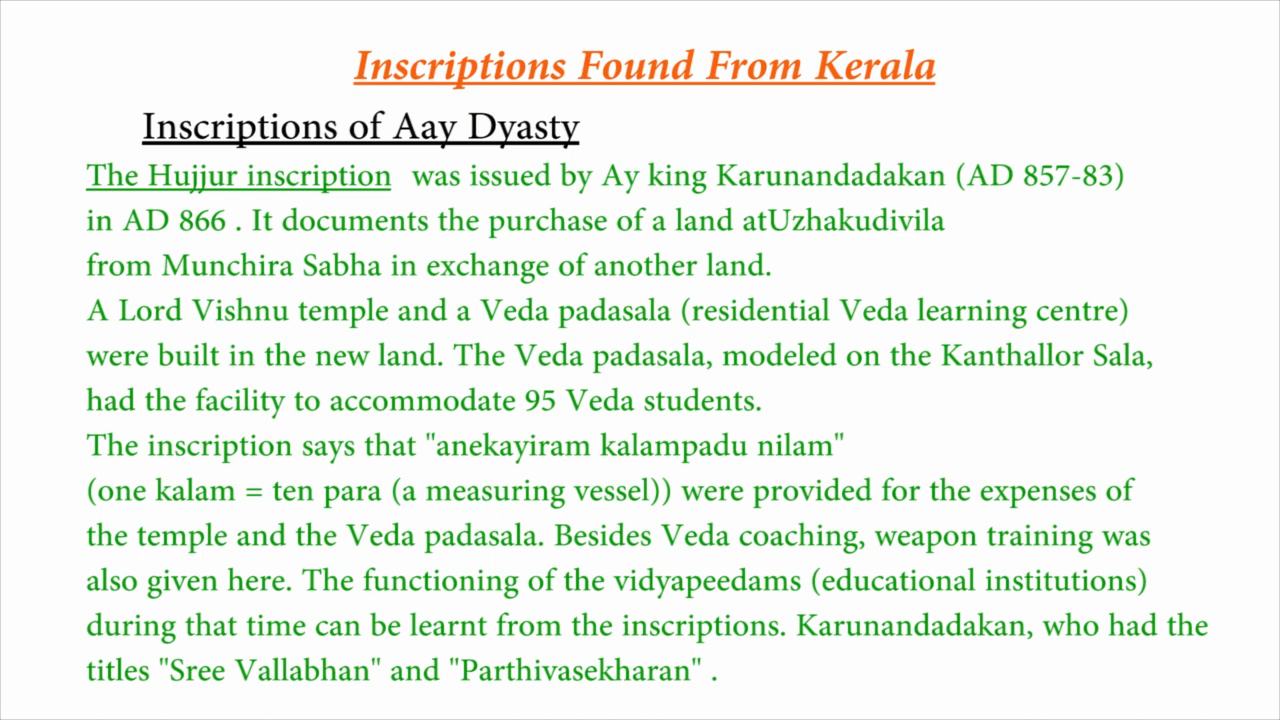 Inscriptions Found From Kerala
Inscriptions of Aay Dyasty
The Hujjur inscription was issued by Ay king Karunandadakan (AD 857-83)
in AD 866 . It documents the purchase of a land atUzhakudivila
from Munchira Sabha in exchange of another land.
A Lord Vishnu temple and a Veda padasala (residential Veda learning centre)
were built in the new land. The Veda padasala, modeled on the Kanthallor Sala,
had the facility to accommodate 95 Veda students.
The inscription says that "anekayiram kalampadu nilam"
(one kalam = ten para (a measuring vessel)) were provided for the expenses of
the temple and the Veda padasala. Besides Veda coaching, weapon training was
also given here. The functioning of the vidyapeedams (educational institutions)
during that time can be learnt from the inscriptions. Karunandadakan, who had the
titles "Sree Vallabhan" and "Parthivasekharan" .